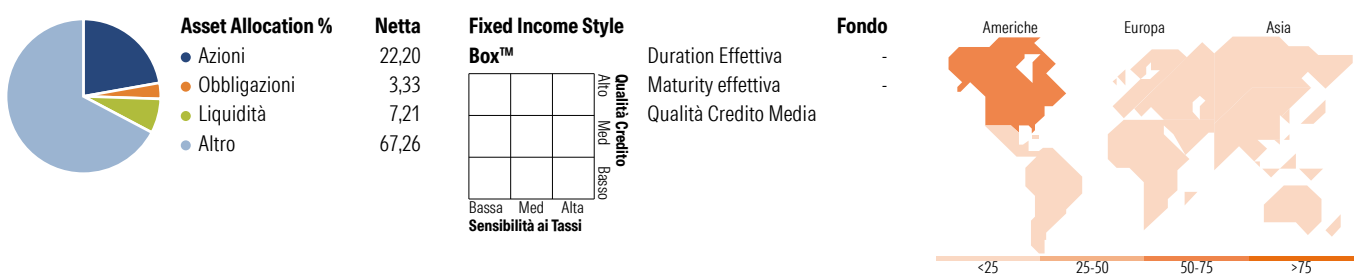 Asset Allocation % Netta
Azioni 22,20
Obbligazioni 3,33
Liquidità 7,21
Altro 67,26
Fixed Income Style
Box™
Alto Med Basso
Qualità Credito
Bassa Med Alta
Sensibilità ai Tassi
Fondo
Duration Effettiva -
Maturity effettiva -
Qualità Credito Media
Americhe Europa Asia
<25 25-50 50-75 >75